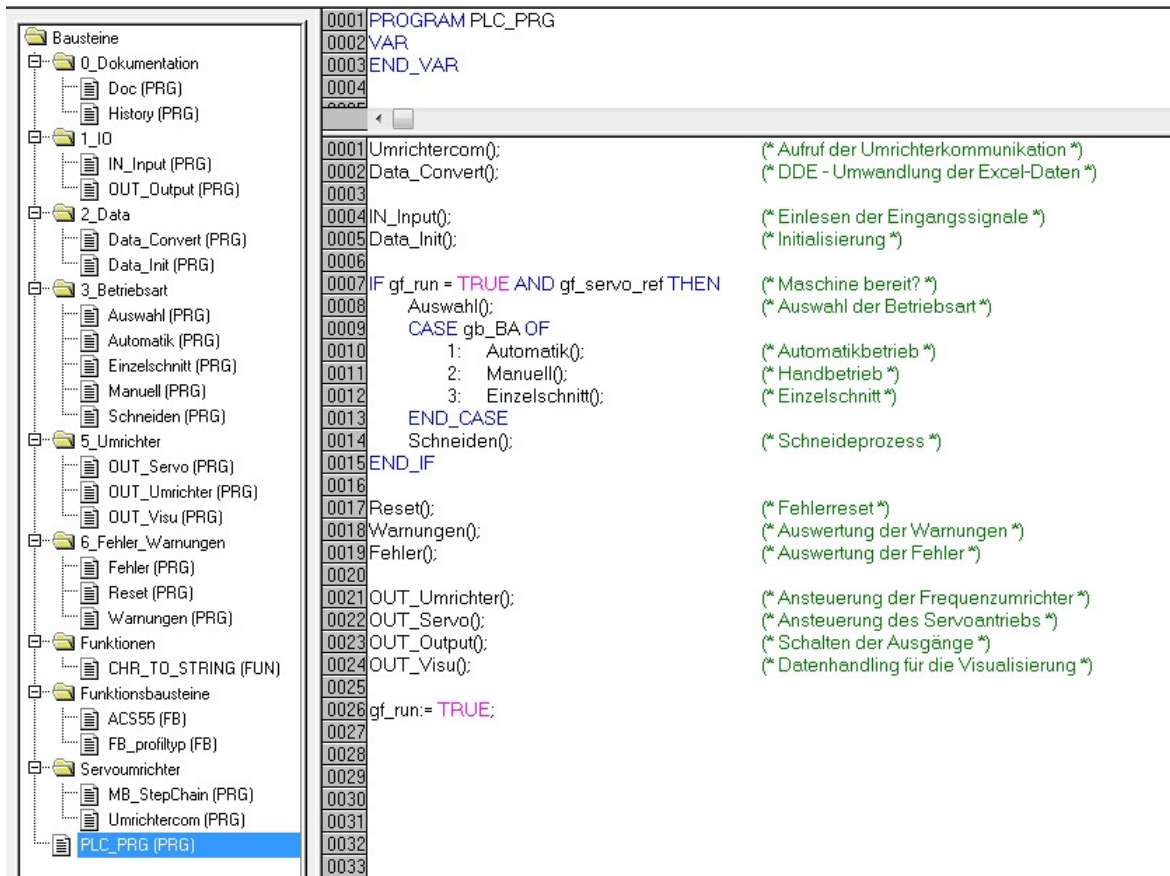 Bausteine
0_Dokumentation
Doc (PRG)
History (PRG)
1_IO
IN_Input (PRG)
OUT_Output (PRG)
2_Data
Data_Convert (PRG)
Data_Init (PRG)
3_Betriebsart
Auswahl (PRG)
Automatik (PRG)
Einzelschnitt (PRG)
Manuell (PRG)
Schneiden (PRG)
5_Umrichter
OUT_Servo (PRG)
OUT_Umrichter (PRG)
OUT_Visu (PRG)
6_Fehler_Warnungen
Fehler (PRG)
Reset (PRG)
Warnungen (PRG)
Funktionen
CHR_TO_STRING (FUN)
Funktionsbausteine
ACS55 (FB)
FB_profiltyp (FB)
Servoumrichter
MB_StepChain (PRG)
Umrichtercom (PRG)
PLC_PRG (PRG)
0001 PROGRAM PLC_PRG
0002 VAR
0003 END_VAR
0004
0005
0001 Umrichtercom(); (* Aufruf der Umrichterkommunikation *)
0002 Data_Convert(); (* DDE - Umwandlung der Excel-Daten *)
0003
0004 IN_Input(); (* Einlesen der Eingangssignale *)
0005 Data_Init(); (* Initialisierung *)
0006
0007 IF gf_run = TRUE AND gf_servo_ref THEN (* Maschine bereit? *)
0008 Auswahl(); (* Auswahl der Betriebsart *)
0009 CASE gb_BA OF
0010 1: Automatik(); (* Automatikbetrieb *)
0011 2: Manuell(); (* Handbetrieb *)
0012 3: Einzelschnitt(); (* Einzelschnitt *)
0013 END_CASE
0014 Schneiden(); (* Schneideprozess *)
0015 END_IF
0016
0017 Reset(); (* Fehlerreset *)
0018 Warnungen(); (* Auswertung der Warnungen *)
0019 Fehler(); (* Auswertung der Fehler *)
0020
0021 OUT_Umrichter(); (* Ansteuerung der Frequenzumrichter *)
0022 OUT_Servo(); (* Ansteuerung des Servoantriebs *)
0023 OUT_Output(); (* Schalten der Ausgänge *)
0024 OUT_Visu(); (* Datenhandling für die Visualisierung *)
0025
0026 gf_run:= TRUE;
0027
0028
0029
0030
0031
0032
0033